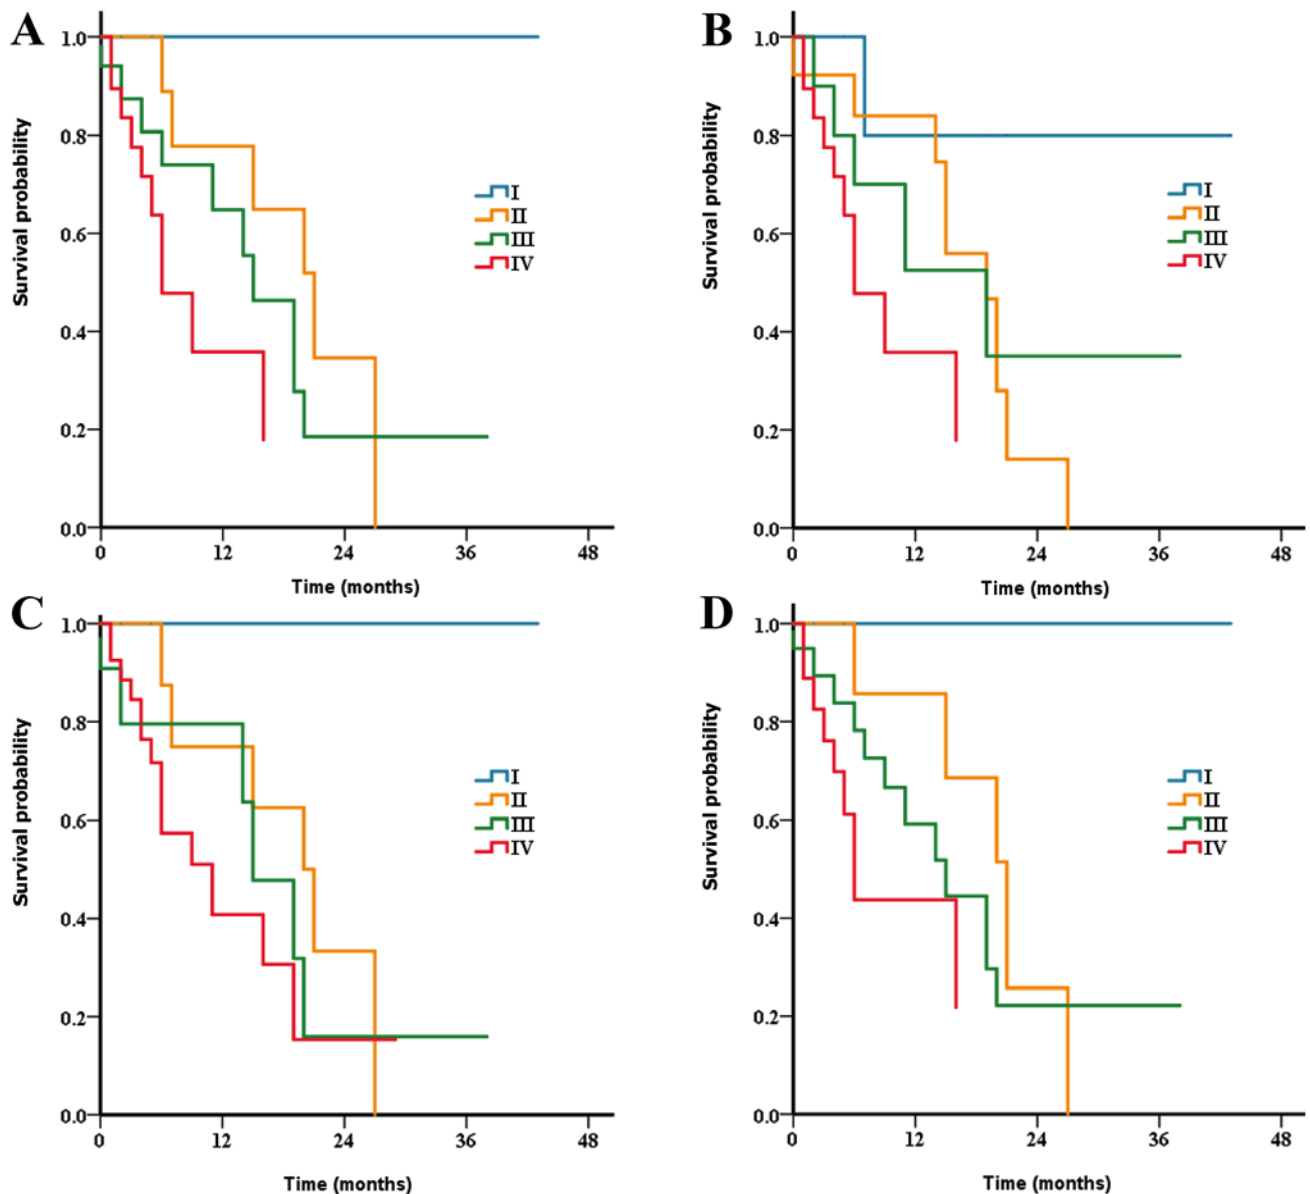 A
1.0
0.8
0.6
0.4
0.2
0.0
0 12 24 36 48
Survival probability
Time (months)
I
II
III
IV
B
1.0
0.8
0.6
0.4
0.2
0.0
0 12 24 36 48
Survival probability
Time (months)
I
II
III
IV
C
1.0
0.8
0.6
0.4
0.2
0.0
0 12 24 36 48
Survival probability
Time (months)
I
II
III
IV
D
1.0
0.8
0.6
0.4
0.2
0.0
0 12 24 36 48
Survival probability
Time (months)
I
II
III
IV